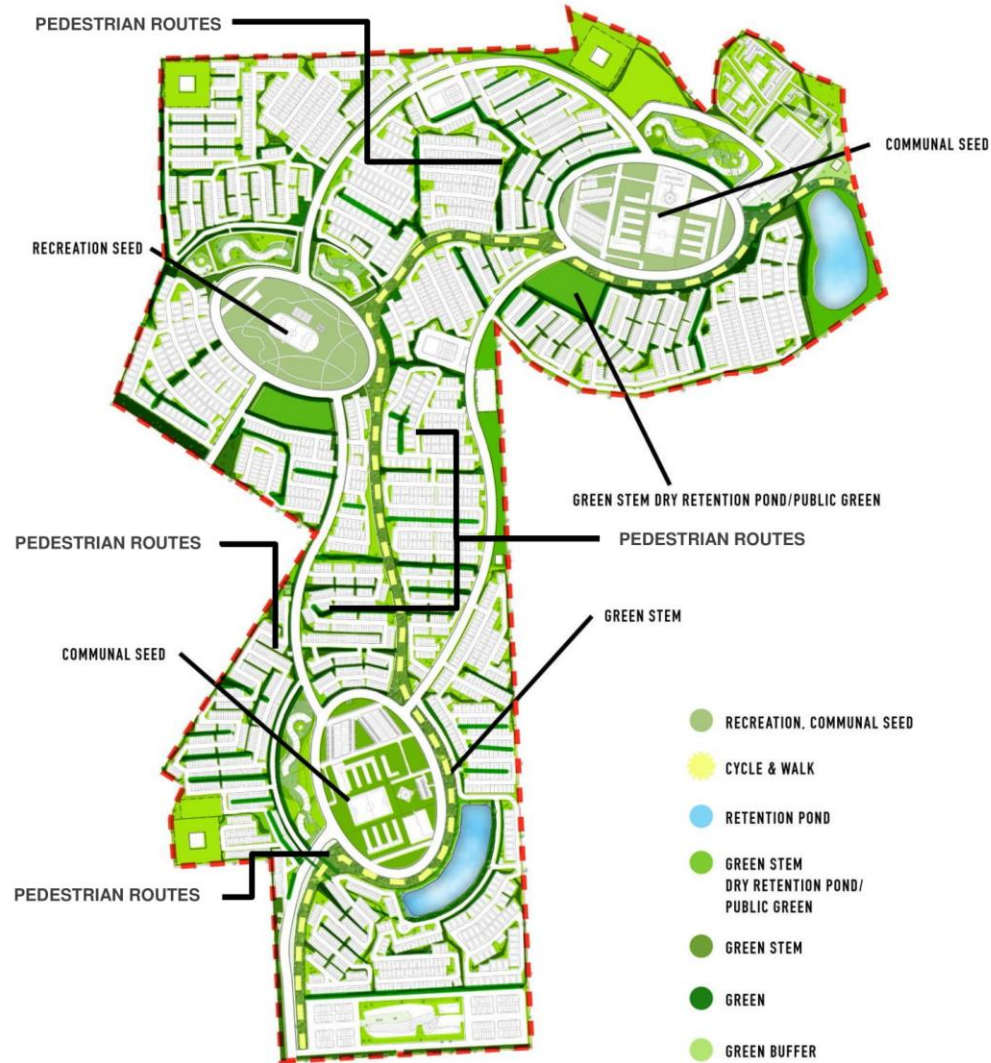 PEDESTRIAN ROUTES
COMMUNAL SEED
RECREATION SEED
GREEN STEM DRY RETENTION POND/PUBLIC GREEN
PEDESTRIAN ROUTES
PEDESTRIAN ROUTES
GREEN STEM
COMMUNAL SEED
PEDESTRIAN ROUTES
RECREATION, COMMUNAL SEED
CYCLE & WALK
RETENTION POND
GREEN STEM
DRY RETENTION POND/
PUBLIC GREEN
GREEN STEM
GREEN
GREEN BUFFER